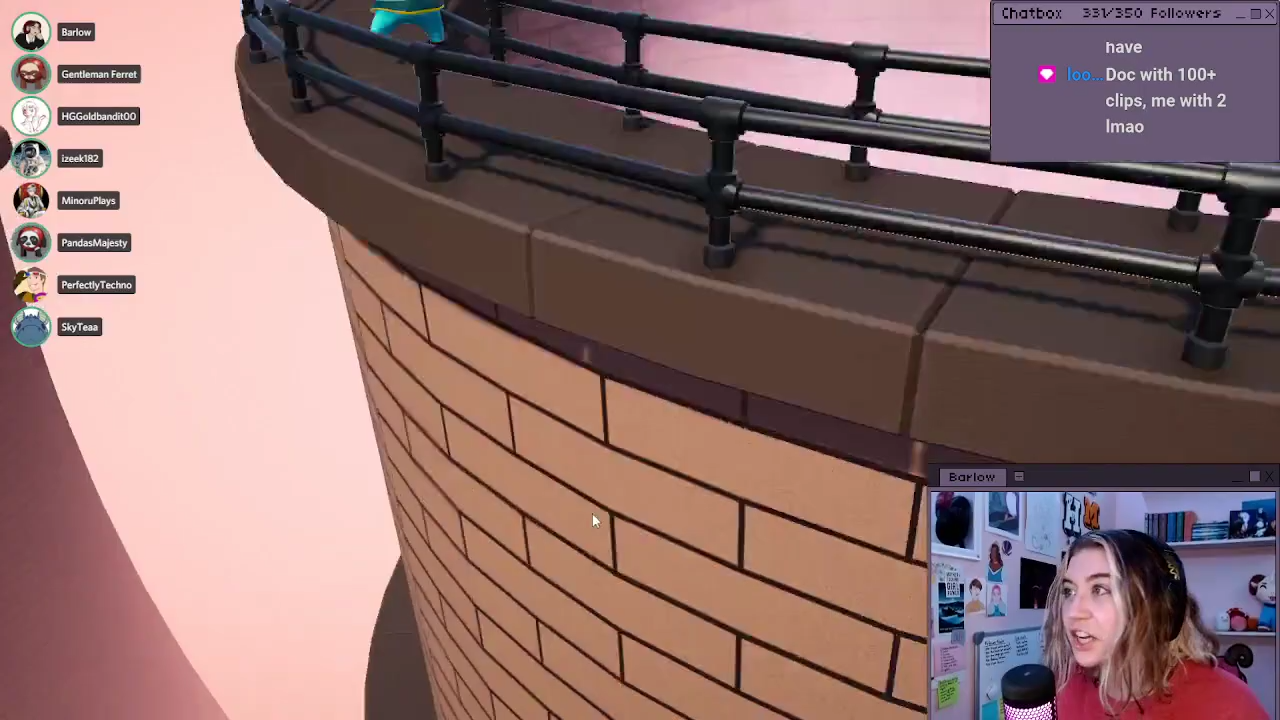 Barlow
Gentleman Ferret
HGGoldbandit00
izeek182
MinoruPlays
PandasMajesty
PerfectlyTechno
SkyTeaa
Chatbox 331/350 Followers
have
loo... Doc with 100+
clips, me with 2
lmao
Barlow
H M